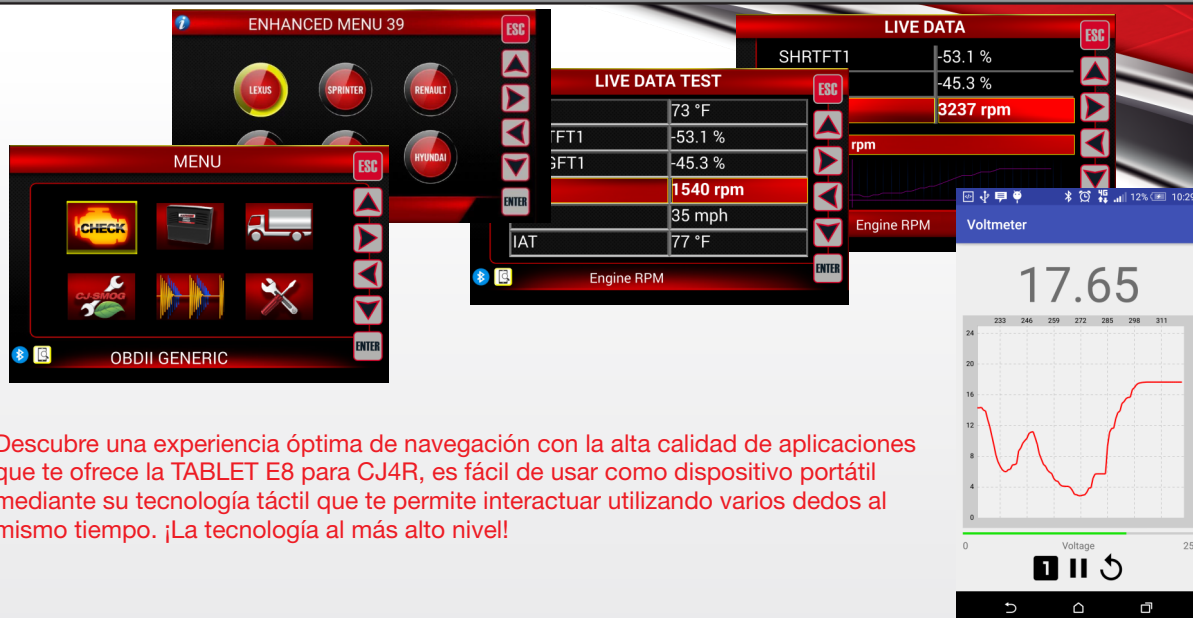 ENHANCED MENU 39
ESC
LEXUS
SPRINTER
RENAULT
HYUNDAI
ENTER
LIVE DATA
ESC
SHRTFT1 -53.1 %
-45.3 %
3237 rpm
rpm
Engine RPM
LIVE DATA TEST
ESC
73 °F
TFT1 -53.1 %
GFT1 -45.3 %
1540 rpm
35 mph
IAT 77 °F
Engine RPM
ENTER
MENU
ESC
CHECK
CJ-SMOG
OBDII GENERIC
ENTER
4G 12% 10:29
Voltmeter
17.65
233 246 259 272 285 298 311
24
20
16
12
8
4
0
0 Voltage 25
1
Descubre una experiencia óptima de navegación con la alta calidad de aplicaciones
que te ofrece la TABLET E8 para CJ4R, es fácil de usar como dispositivo portátil
mediante su tecnología táctil que te permite interactuar utilizando varios dedos al
mismo tiempo. ¡La tecnología al más alto nivel!